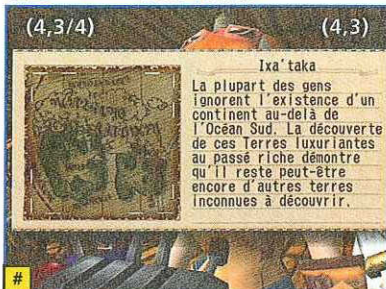 (4,3/4) (4,3)
Ixa'taka
La plupart des gens
ignorent l'existence d'un
continent au-delà de
l'Océan Sud. La découverte
de ces Terres luxuriantes
au passé riche démontre
qu'il reste peut-être
encore d'autres terres
inconnues à découvrir.
#